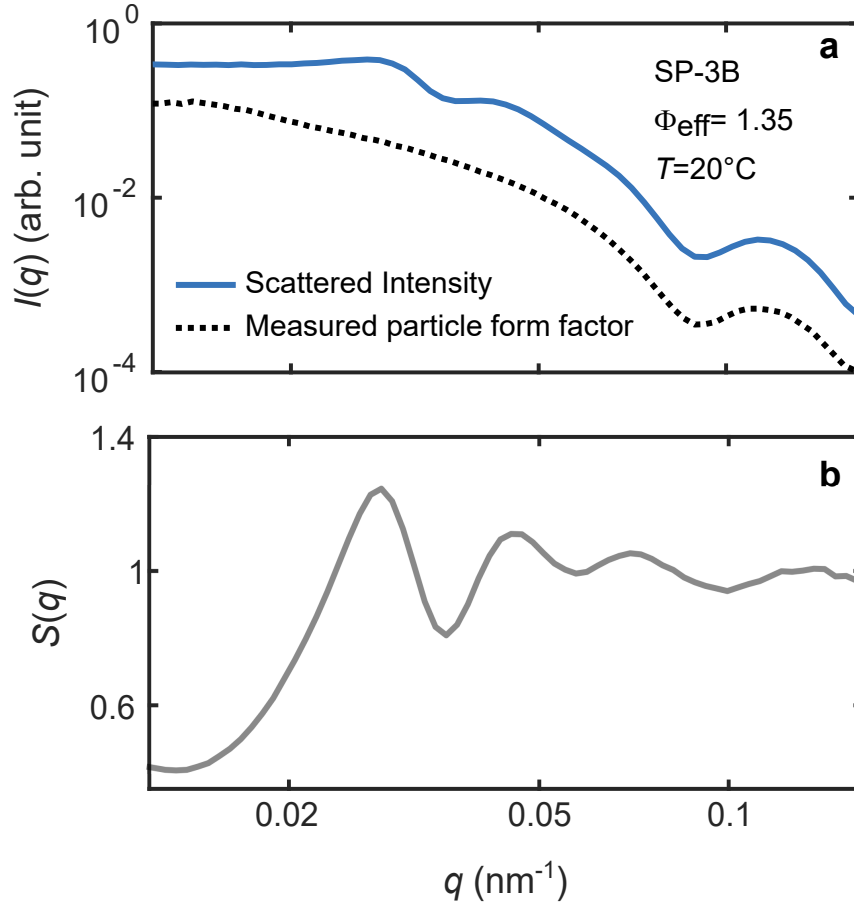 a
SP-3B
Φeff= 1.35
T=20°C
I(q) (arb. unit)
10^0
10^-2
10^-4
Scattered Intensity
Measured particle form factor
b
S(q)
1.4
1
0.6
0.02 0.05 0.1
q (nm^-1)